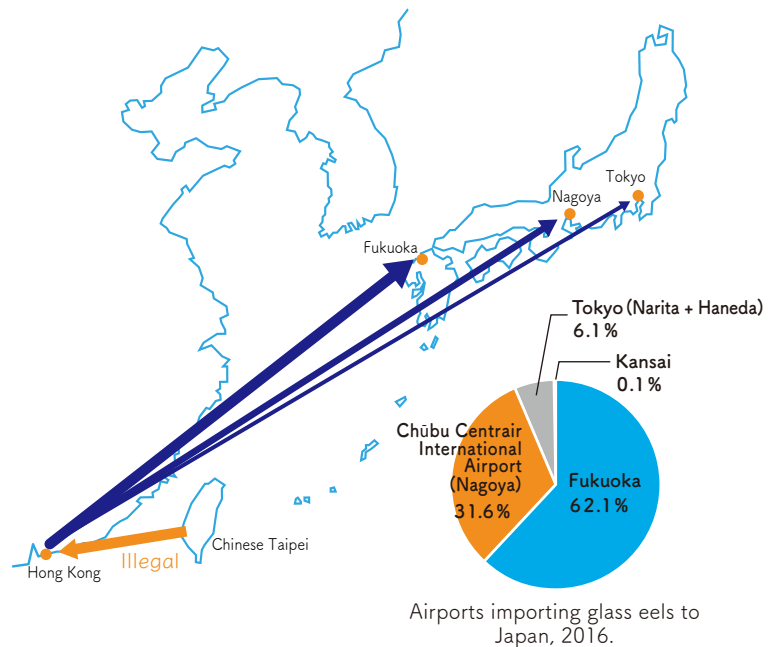 Tokyo
Nagoya
Fukuoka
Tokyo (Narita + Haneda)
6.1%
Kansai
0.1%
Chūbu Centrair
International
Airport
(Nagoya)
31.6%
Fukuoka
62.1%
Chinese Taipei
Illegal
Hong Kong
Airports importing glass eels to
Japan, 2016.